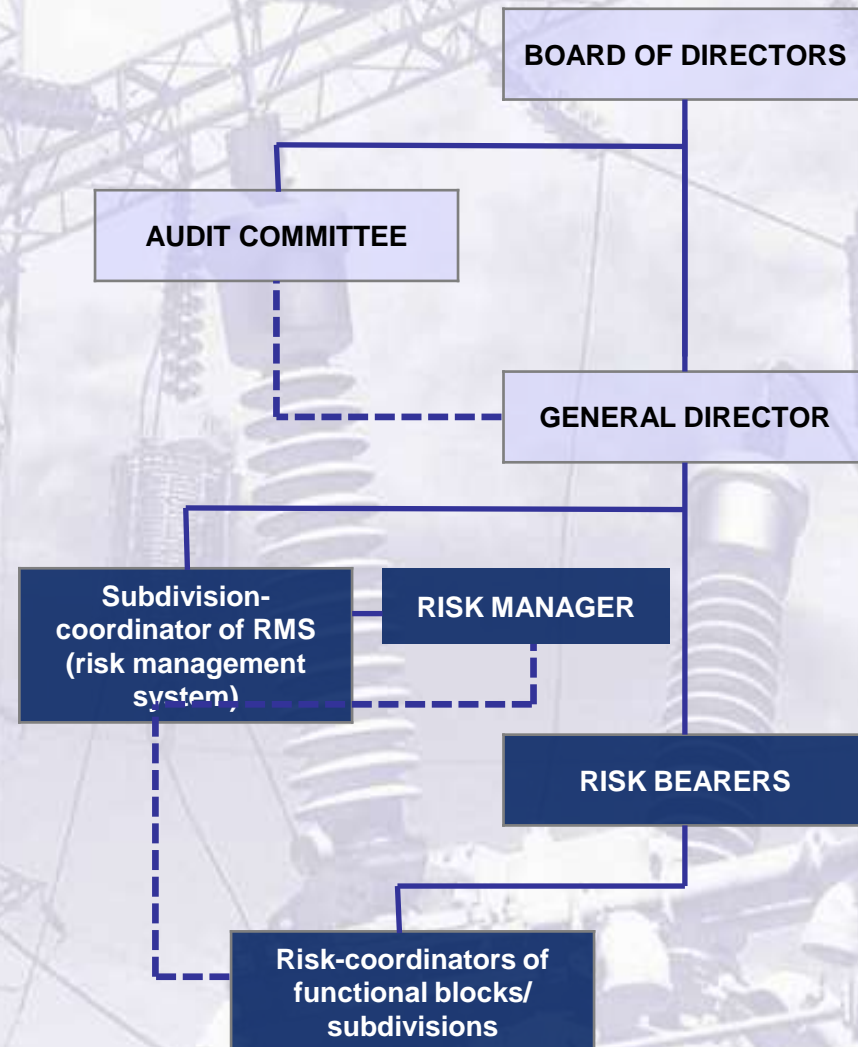 BOARD OF DIRECTORS
AUDIT COMMITTEE
GENERAL DIRECTOR
Subdivision-
coordinator of RMS
(risk management
system)
RISK MANAGER
RISK BEARERS
Risk-coordinators of
functional blocks/
subdivisions